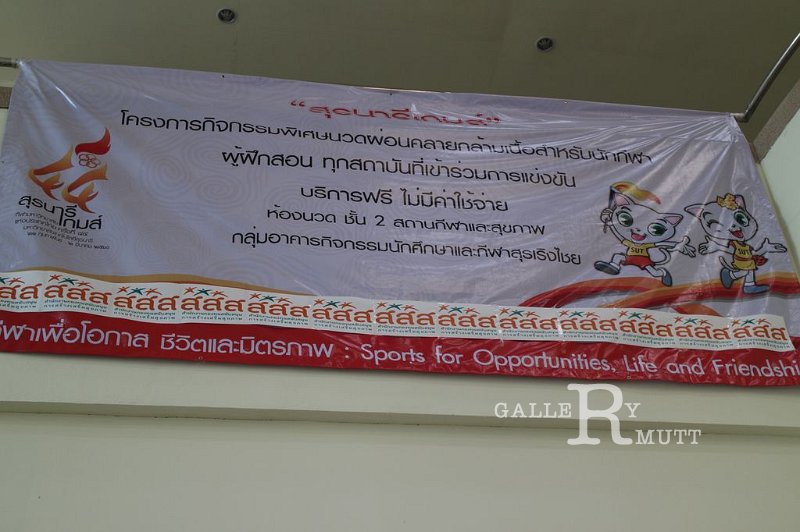 “สุรนารีเกมส์”
โครงการกิจกรรมพิเศษนวดผ่อนคลายกล้ามเนื้อสำหรับนักกีฬา
ผู้ฝึกสอน ทุกสถาบันที่เข้าร่วมการแข่งขัน
บริการฟรี ไม่มีค่าใช้จ่าย
ห้องนวด ชั้น 2 สถานกีฬาและสุขภาพ
กลุ่มอาคารกิจกรรมนักศึกษาและกีฬาสุรเริงไชย
สุรนารี
เกมส์
SUT
SUT
สสส สสส สสส สสส สสส สสส สสส สสส สสส สสส สสส สสส
กีฬาเพื่อโอกาส ชีวิตและมิตรภาพ : Sports for Opportunities, Life and Friendshi
GALLERY
RMUTT